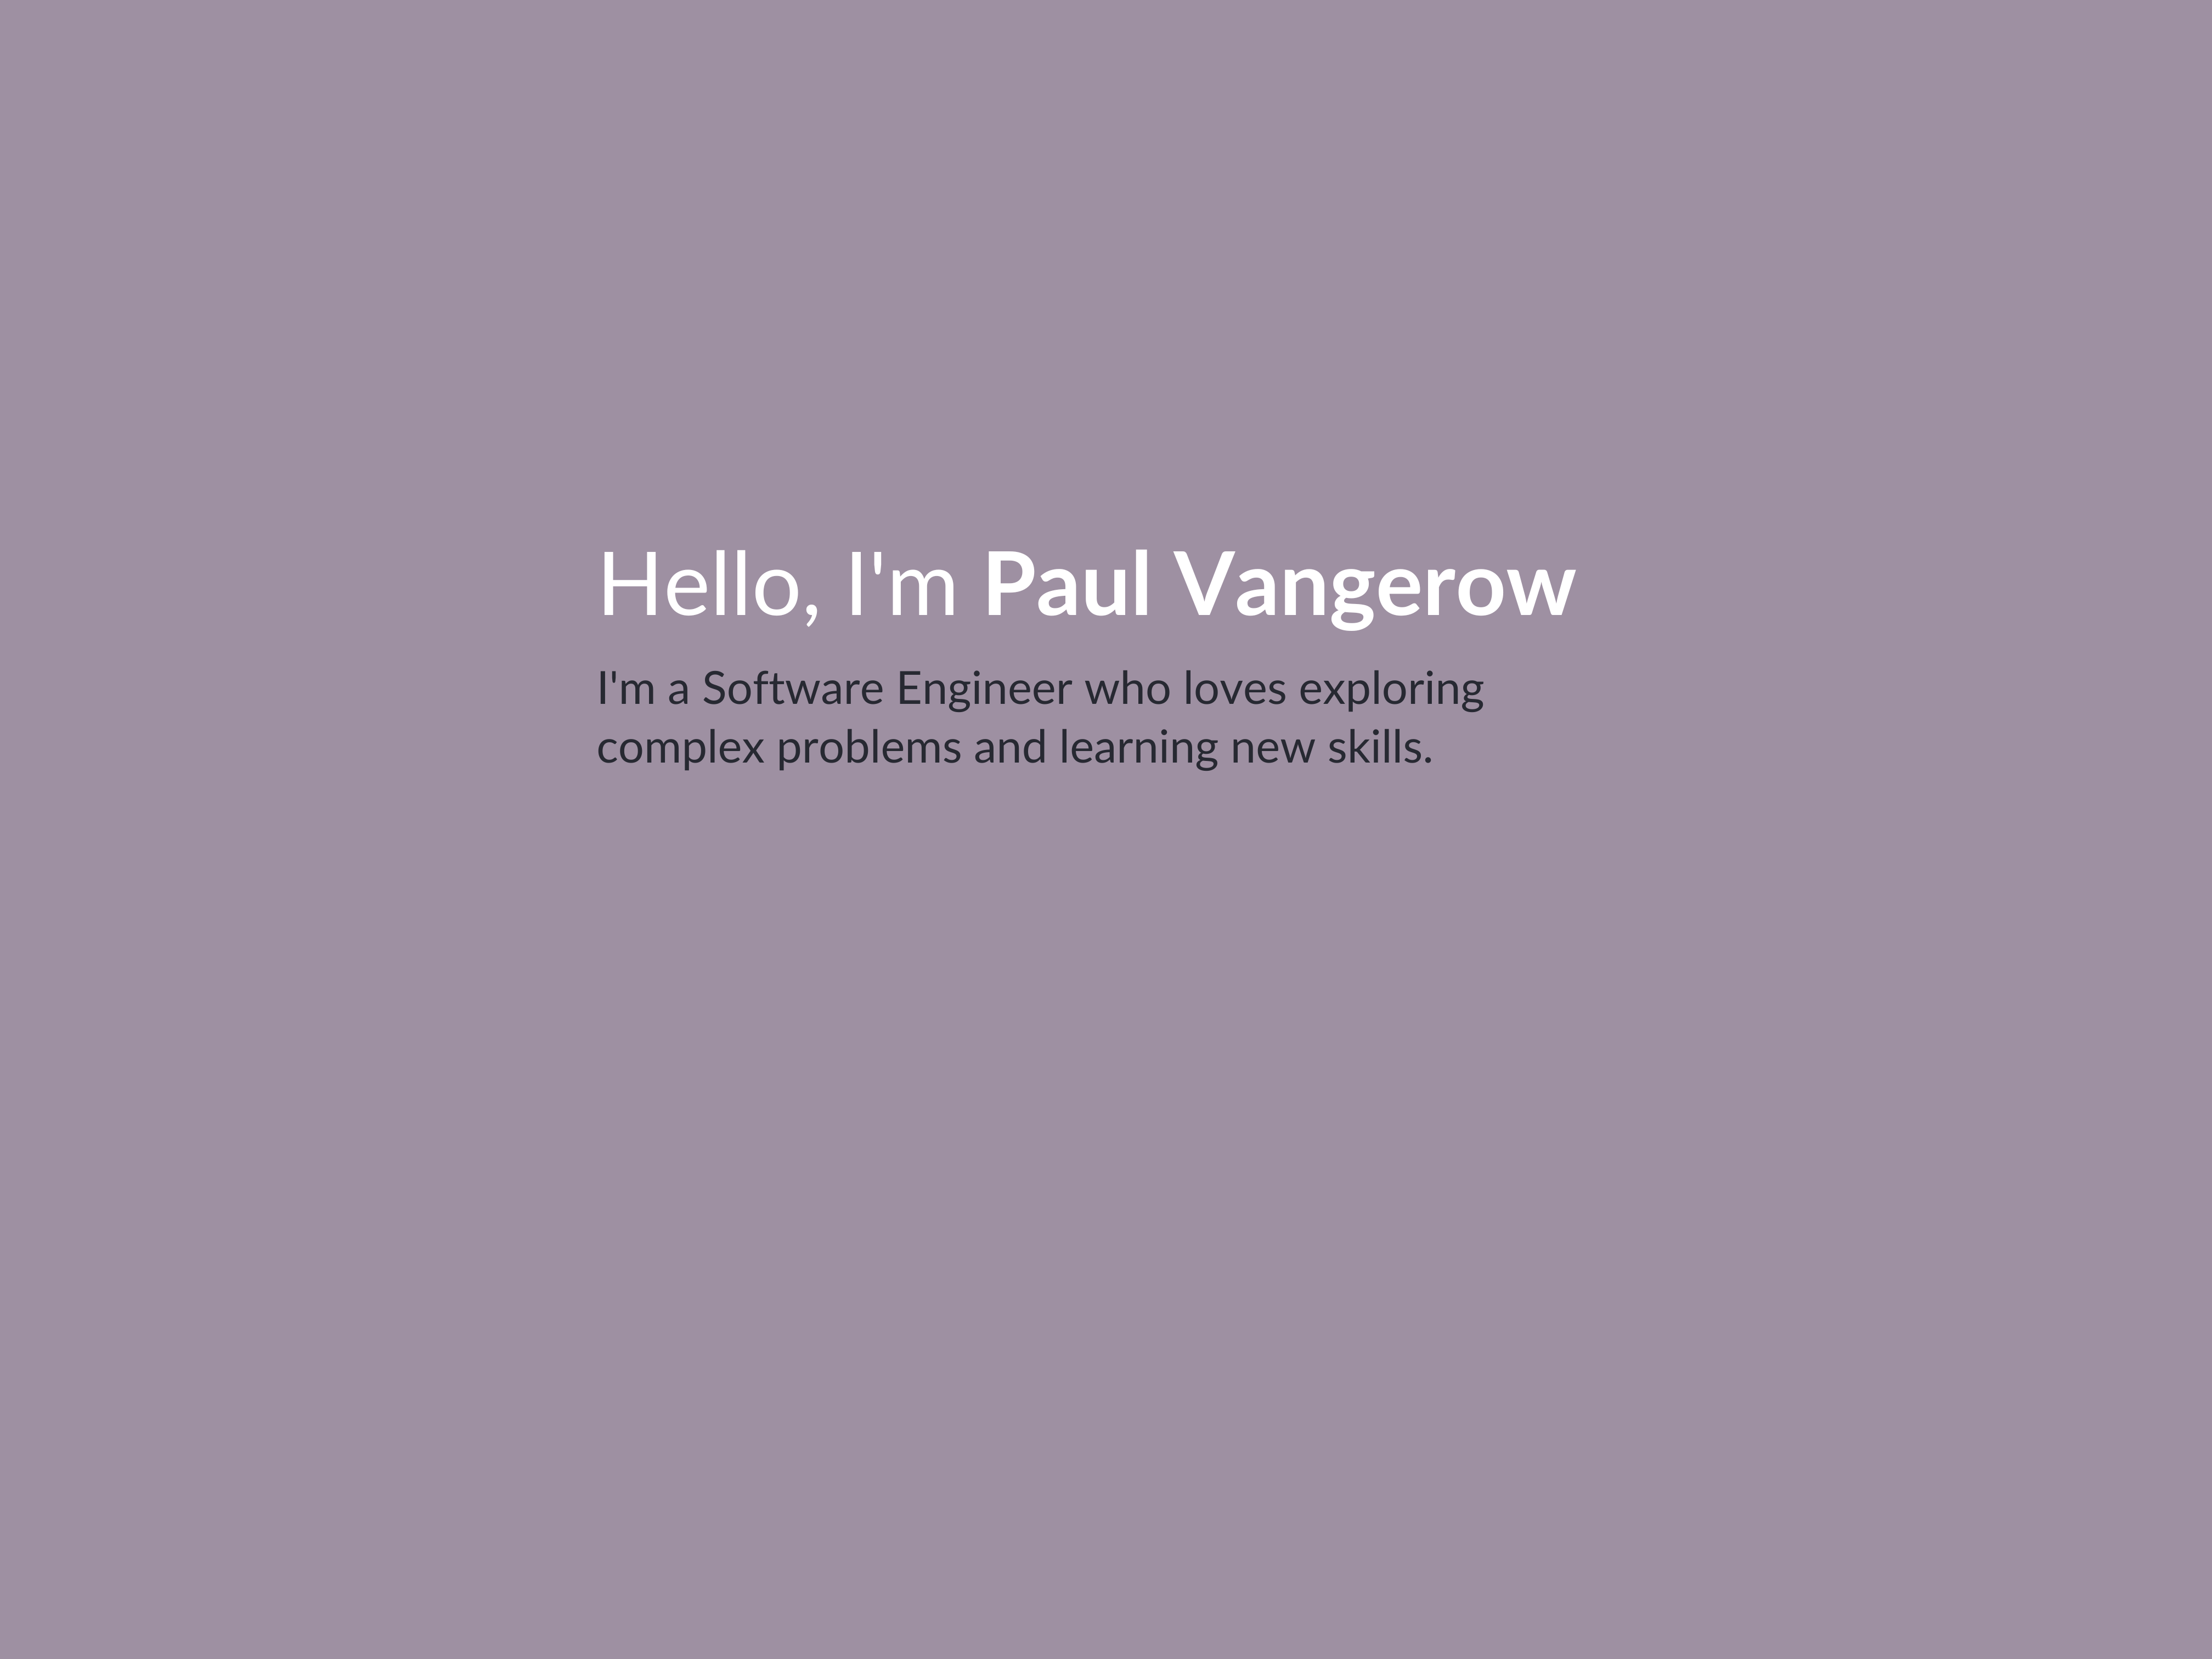 Hello, I'm Paul Vangerow
I'm a Software Engineer who loves exploring
complex problems and learning new skills.